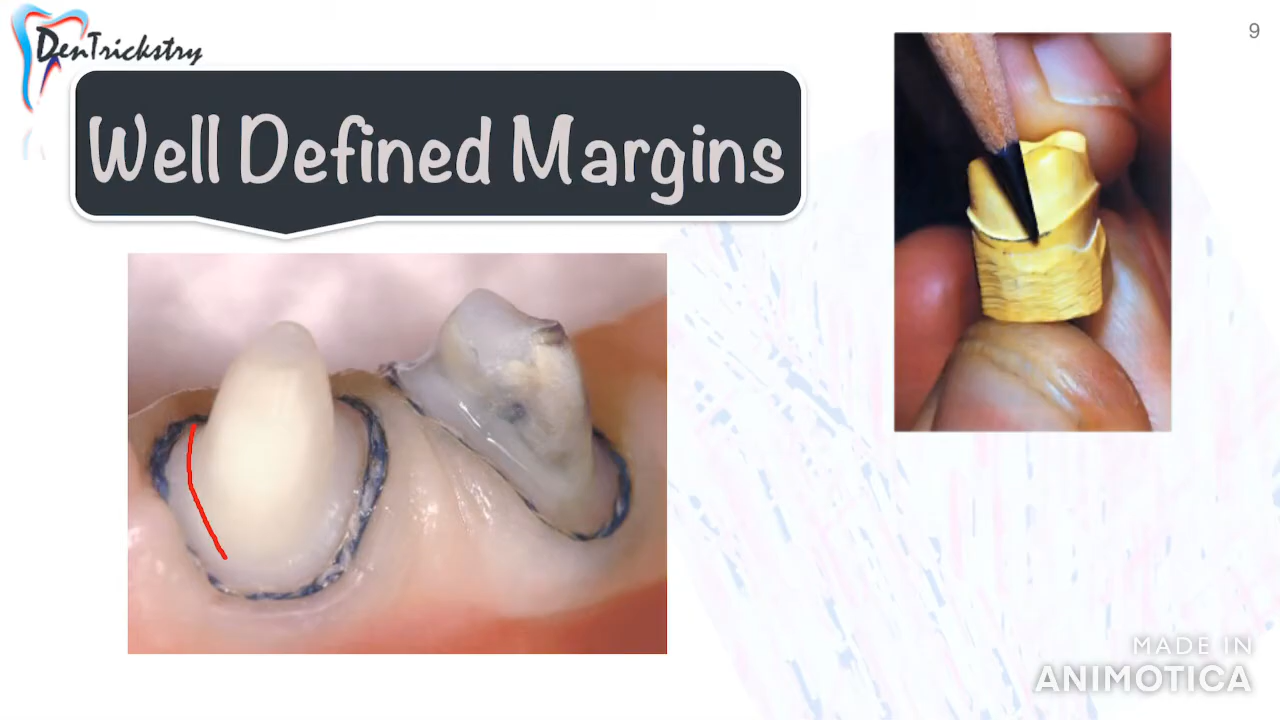 DenTrickstry
9
Well Defined Margins
MADE IN
ANIMOTICA